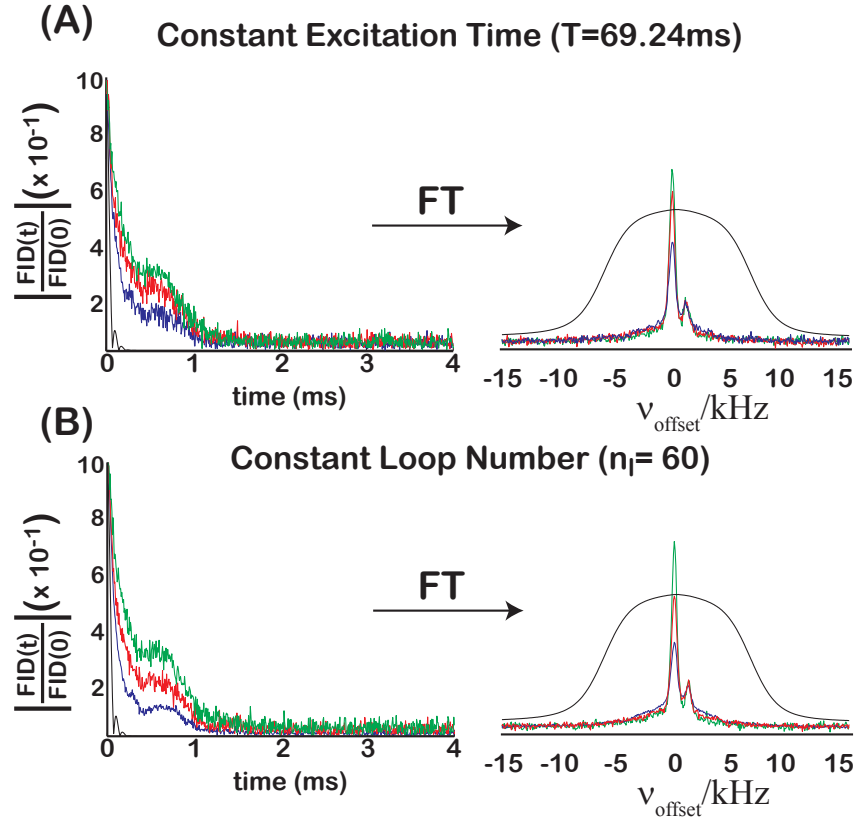 (A)
Constant Excitation Time (T=69.24ms)
|FID(t)/FID(0)| (x 10⁻¹)
10
8
6
4
2
0 1 2 3 4
time (ms)
FT
-15 -10 -5 0 5 10 15
ν_offset/kHz
(B)
Constant Loop Number (n_l= 60)
|FID(t)/FID(0)| (x 10⁻¹)
10
8
6
4
2
0 1 2 3 4
time (ms)
FT
-15 -10 -5 0 5 10 15
ν_offset/kHz